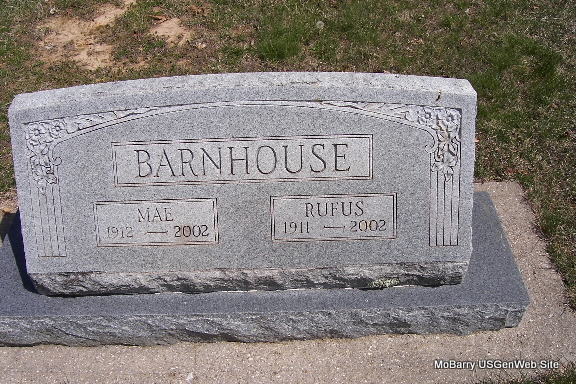 BARNHOUSE
MAE
1912 — 2002
RUFUS
1911 — 2002
MoBarry USGenWeb Site